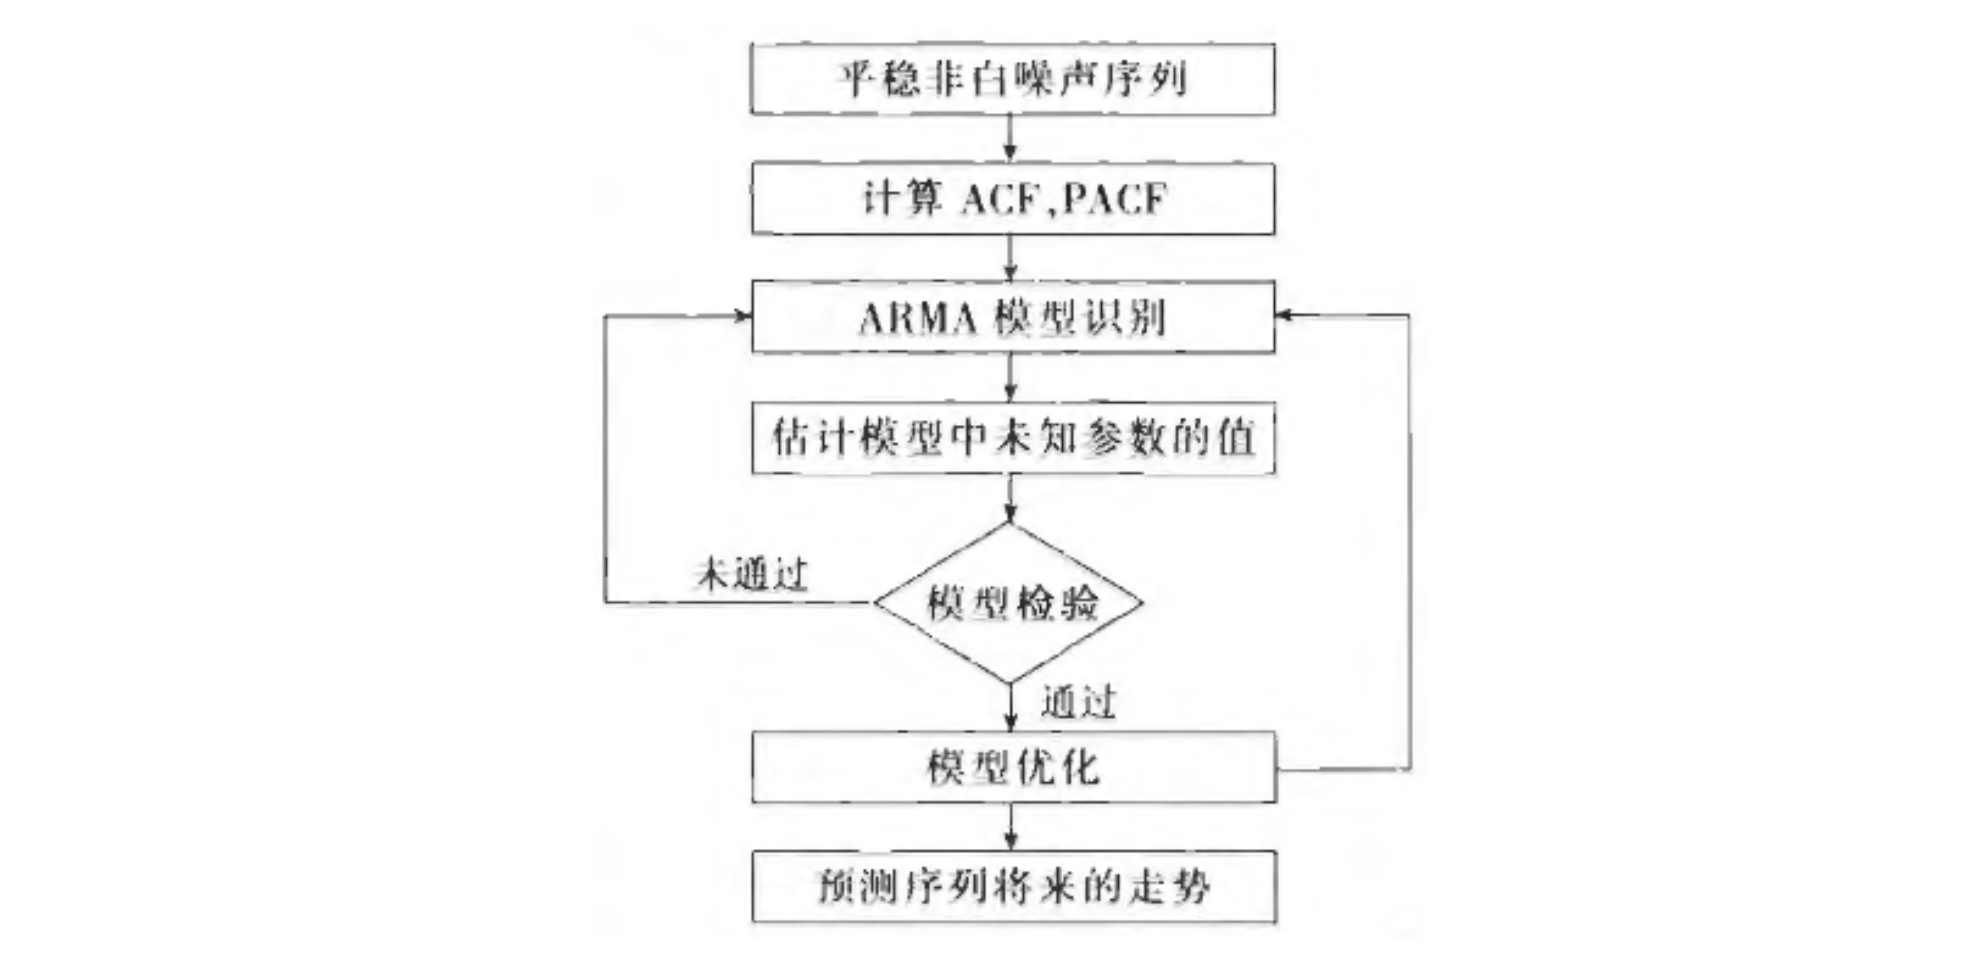 平稳非白噪声序列
计算 ACF,PACF
ARMA 模型识别
估计模型中未知参数的值
未通过
模型检验
通过
模型优化
预测序列将来的走势